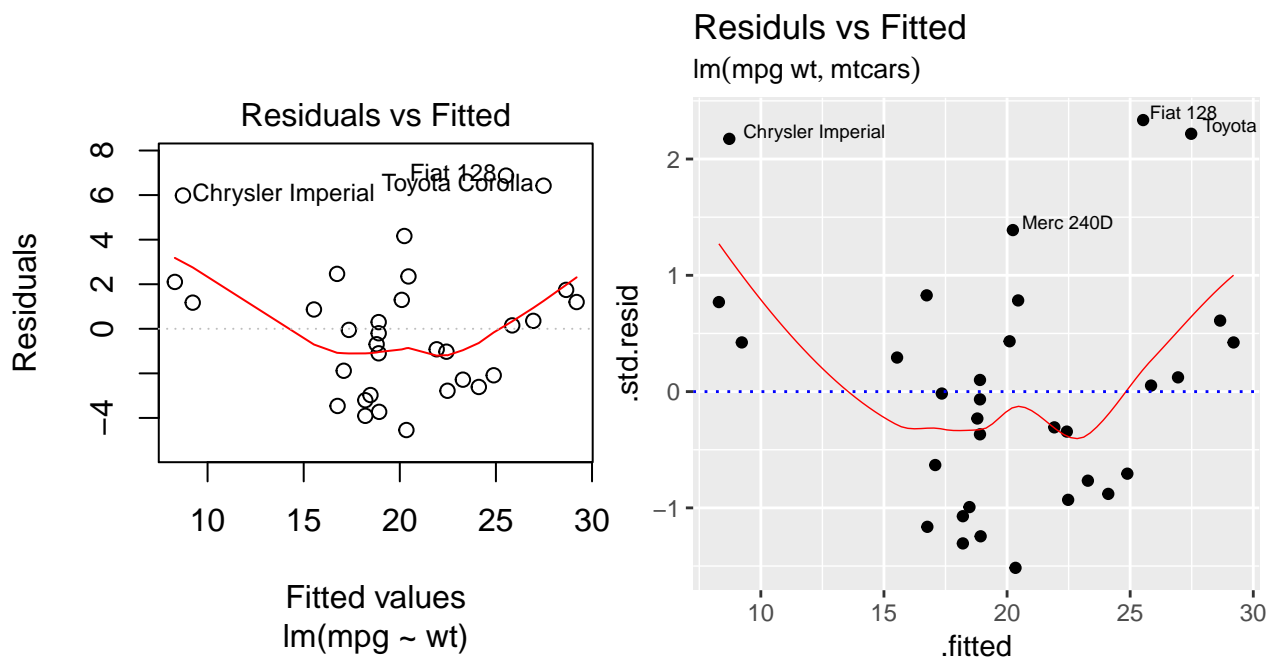 Residuals vs Fitted
8
6
4
2
0
−4
Residuals
Fiat 128
Toyota Corolla
Chrysler Imperial
10
15
20
25
30
Fitted values
lm(mpg ~ wt)
Residuls vs Fitted
lm(mpg wt, mtcars)
2
1
0
−1
.std.resid
Fiat 128
Toyota
Chrysler Imperial
Merc 240D
10
15
20
25
30
.fitted